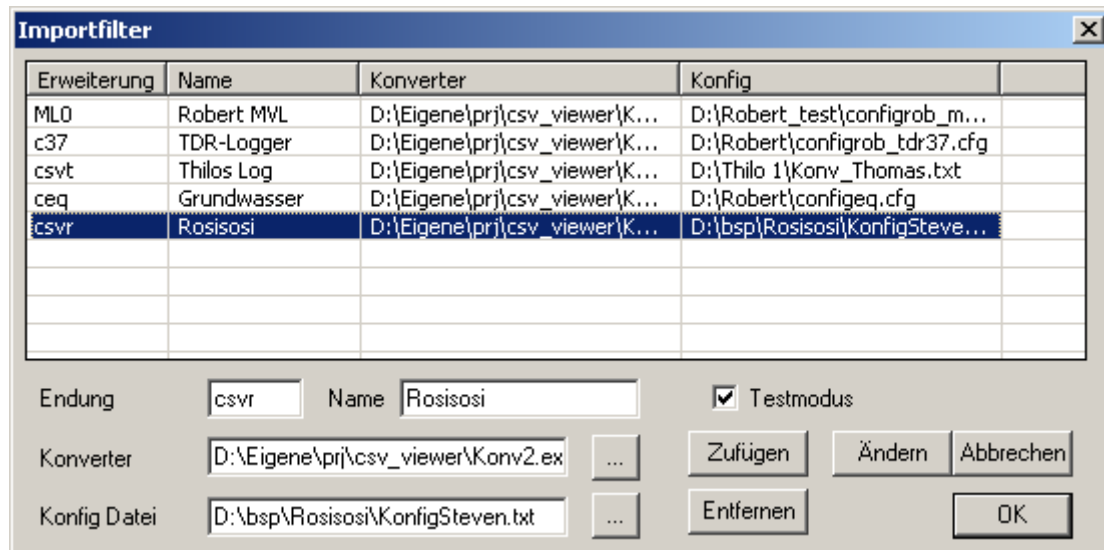 Importfilter
Erweiterung Name Konverter Konfig
ML0 Robert MVL D:\Eigene\prj\csv_viewer\K... D:\Robert_test\configrob_m...
c37 TDR-Logger D:\Eigene\prj\csv_viewer\K... D:\Robert\configrob_tdr37.cfg
csvt Thilos Log D:\Eigene\prj\csv_viewer\K... D:\Thilo 1\Konv_Thomas.txt
ceq Grundwasser D:\Eigene\prj\csv_viewer\K... D:\Robert\configeq.cfg
csvr Rosisosi D:\Eigene\prj\csv_viewer\K... D:\bsp\Rosisosi\KonfigSteve...
Endung csvr Name Rosisosi Testmodus
Konverter D:\Eigene\prj\csv_viewer\Konv2.ex ... Zufügen Ändern Abbrechen
Konfig Datei D:\bsp\Rosisosi\KonfigSteven.txt ... Entfernen OK